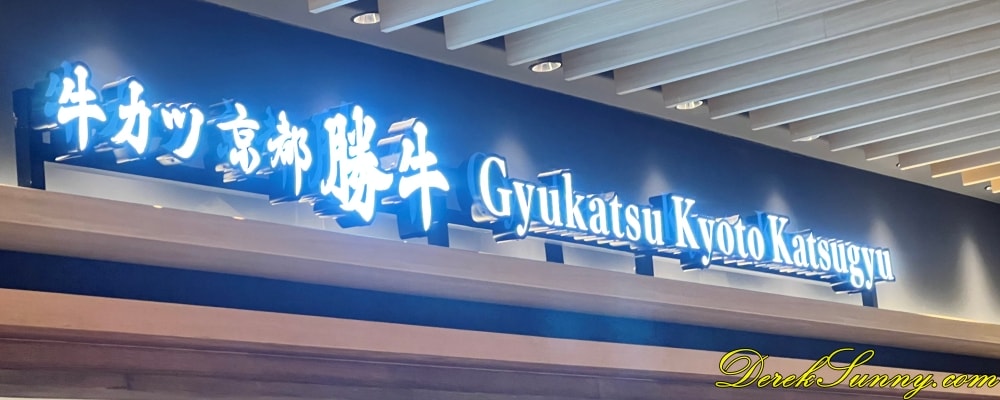 牛カツ京都勝牛 Gyukatsu Kyoto Katsugyu
DerekSunny.com